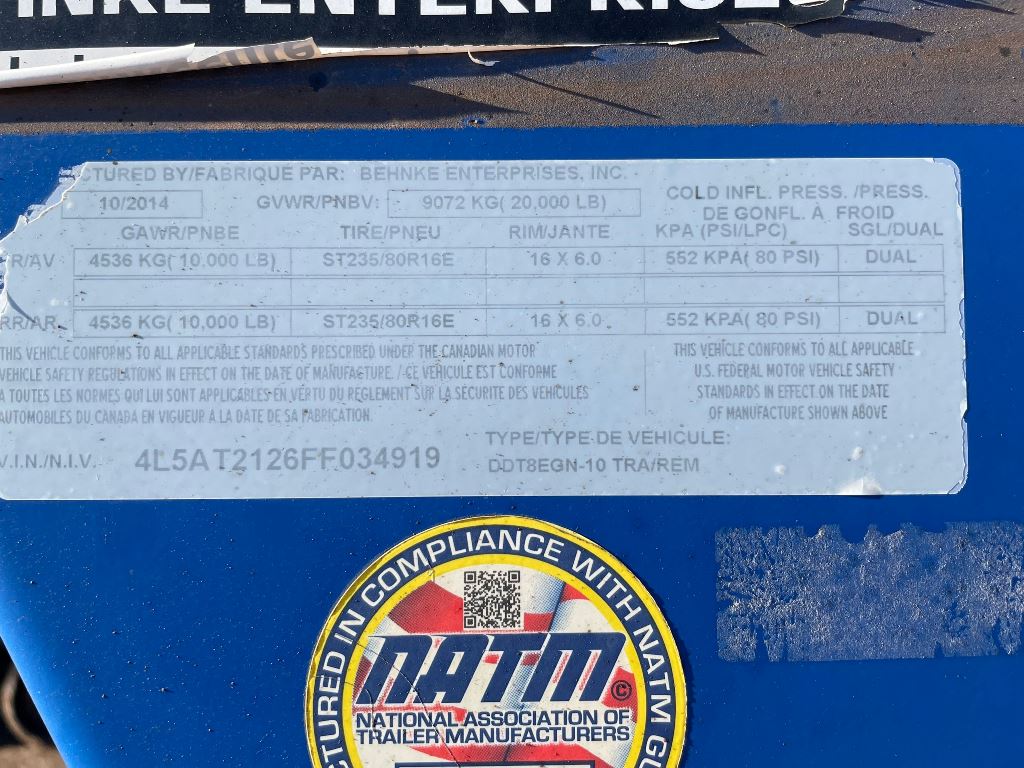 INKE ENTERPRISES
CTURED BY/FABRIQUE PAR: BEHNKE ENTERPRISES, INC.
10/2014 GVWR/PNBV: 9072 KG( 20,000 LB)
COLD INFL. PRESS. /PRESS.
DE GONFL. À FROID
GAWR/PNBE TIRE/PNEU RIM/JANTE KPA (PSI/LPC) SGL/DUAL
R/AV 4536 KG( 10,000 LB) ST235/80R16E 16 X 6.0 552 KPA( 80 PSI) DUAL
RR/AR. 4536 KG( 10,000 LB) ST235/80R16E 16 X 6.0 552 KPA( 80 PSI) DUAL
THIS VEHICLE CONFORMS TO ALL APPLICABLE STANDARDS PRESCRIBED UNDER THE CANADIAN MOTOR
VEHICLE SAFETY REGULATIONS IN EFFECT ON THE DATE OF MANUFACTURE. / CE VEHICULE EST CONFORME
A TOUTES LES NORMES QUI LUI SONT APPLICABLES EN VERTU DU REGLEMENT SUR LA SECURITE DES VEHICULES
AUTOMOBILES DU CANADA EN VIGUEUR A LA DATE DE SA FABRICATION.
THIS VEHICLE CONFORMS TO ALL APPLICABLE
U.S. FEDERAL MOTOR VEHICLE SAFETY
STANDARDS IN EFFECT ON THE DATE
OF MANUFACTURE SHOWN ABOVE
V.I.N./N.I.V. 4L5AT2126FF034919
TYPE/TYPE DE VEHICULE:
DDT8EGN-10 TRA/REM
CTURED IN COMPLIANCE WITH NATM GU
NATM ©
NATIONAL ASSOCIATION OF
TRAILER MANUFACTURERS